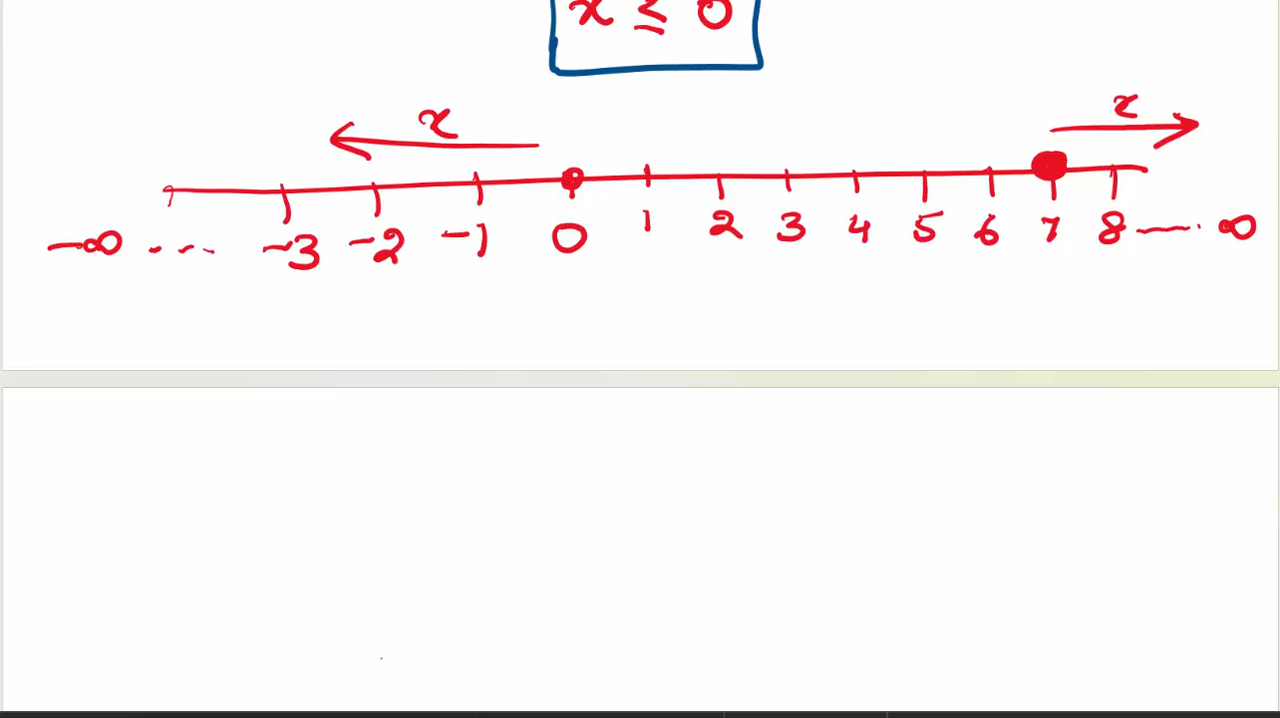 x ≤ 0
x x
-∞ ... -3 -2 -1 0 1 2 3 4 5 6 7 8 ---. ∞